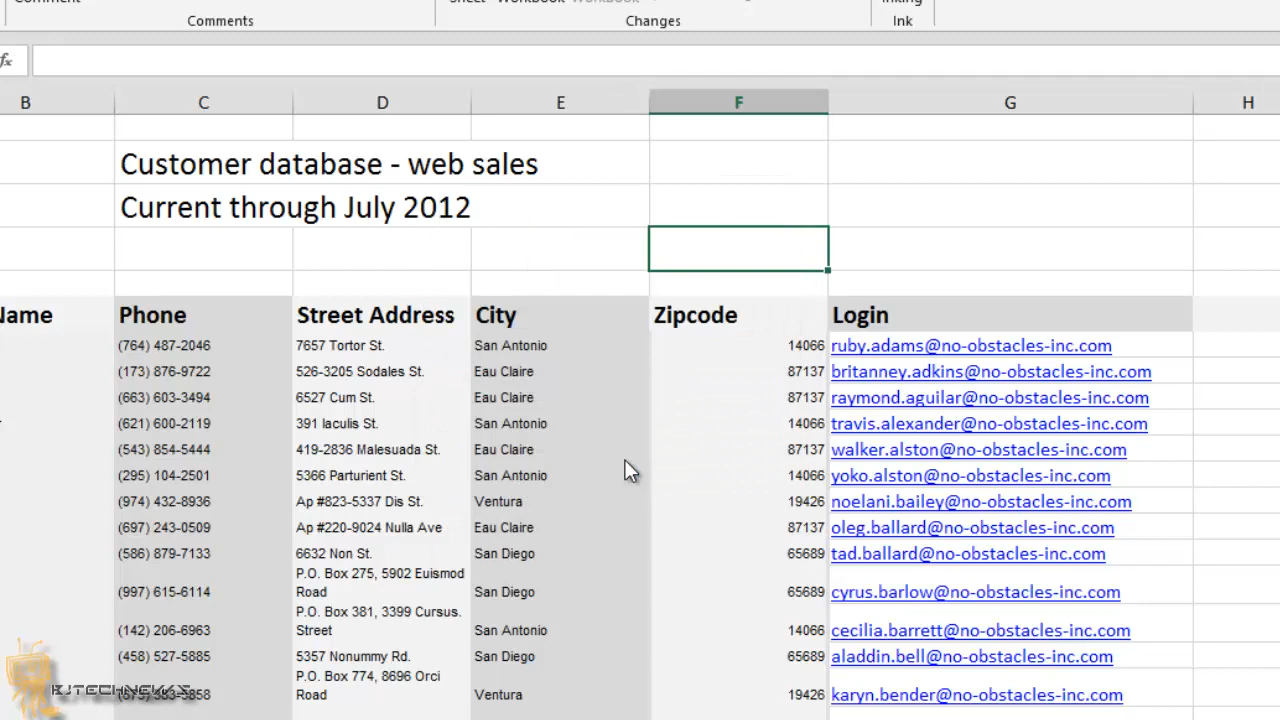 Comment Sheet Workbook Workbook Inking
Comments Changes Ink
fx
B C D E F G H
Customer database - web sales
Current through July 2012
Name Phone Street Address City Zipcode Login
(764) 487-2046 7657 Tortor St. San Antonio 14066 ruby.adams@no-obstacles-inc.com
(173) 876-9722 526-3205 Sodales St. Eau Claire 87137 britanney.adkins@no-obstacles-inc.com
(663) 603-3494 6527 Cum St. Eau Claire 87137 raymond.aguilar@no-obstacles-inc.com
(621) 600-2119 391 Iaculis St. San Antonio 14066 travis.alexander@no-obstacles-inc.com
(543) 854-5444 419-2836 Malesuada St. Eau Claire 87137 walker.alston@no-obstacles-inc.com
(295) 104-2501 5366 Parturient St. San Antonio 14066 yoko.alston@no-obstacles-inc.com
(974) 432-8936 Ap #823-5337 Dis St. Ventura 19426 noelani.bailey@no-obstacles-inc.com
(697) 243-0509 Ap #220-9024 Nulla Ave Eau Claire 87137 oleg.ballard@no-obstacles-inc.com
(586) 879-7133 6632 Non St. San Diego 65689 tad.ballard@no-obstacles-inc.com
P.O. Box 275, 5902 Euismod
(997) 615-6114 Road San Diego 65689 cyrus.barlow@no-obstacles-inc.com
P.O. Box 381, 3399 Cursus.
(142) 206-6963 Street San Antonio 14066 cecilia.barrett@no-obstacles-inc.com
(458) 527-5885 5357 Nonummy Rd. San Diego 65689 aladdin.bell@no-obstacles-inc.com
P.O. Box 774, 8696 Orci
Road Ventura 19426 karyn.bender@no-obstacles-inc.com
BJTECHNEWS